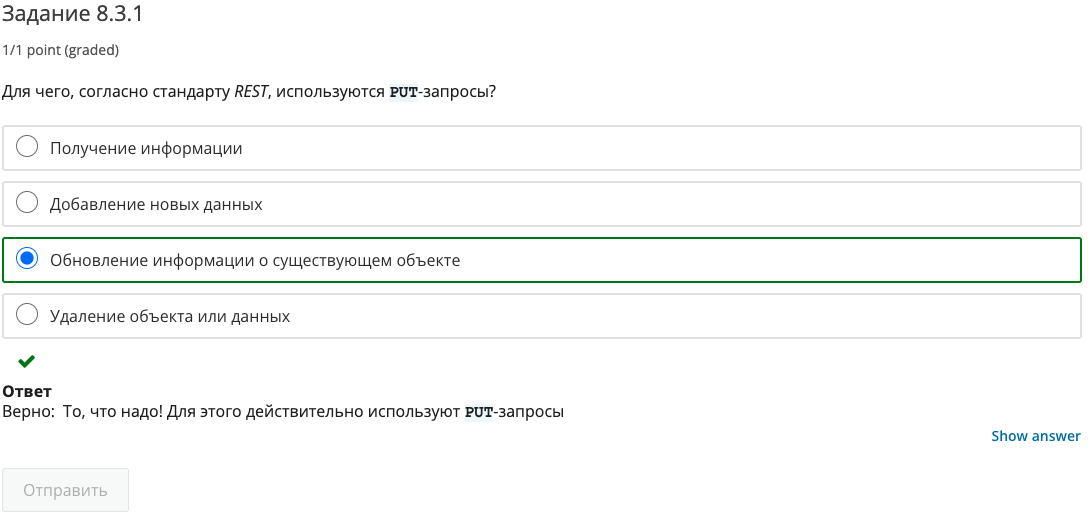 Задание 8.3.1
1/1 point (graded)
Для чего, согласно стандарту REST, используются PUT-запросы?
Получение информации
Добавление новых данных
Обновление информации о существующем объекте
Удаление объекта или данных
Ответ
Верно:  То, что надо! Для этого действительно используют PUT-запросы
Show answer
Отправить